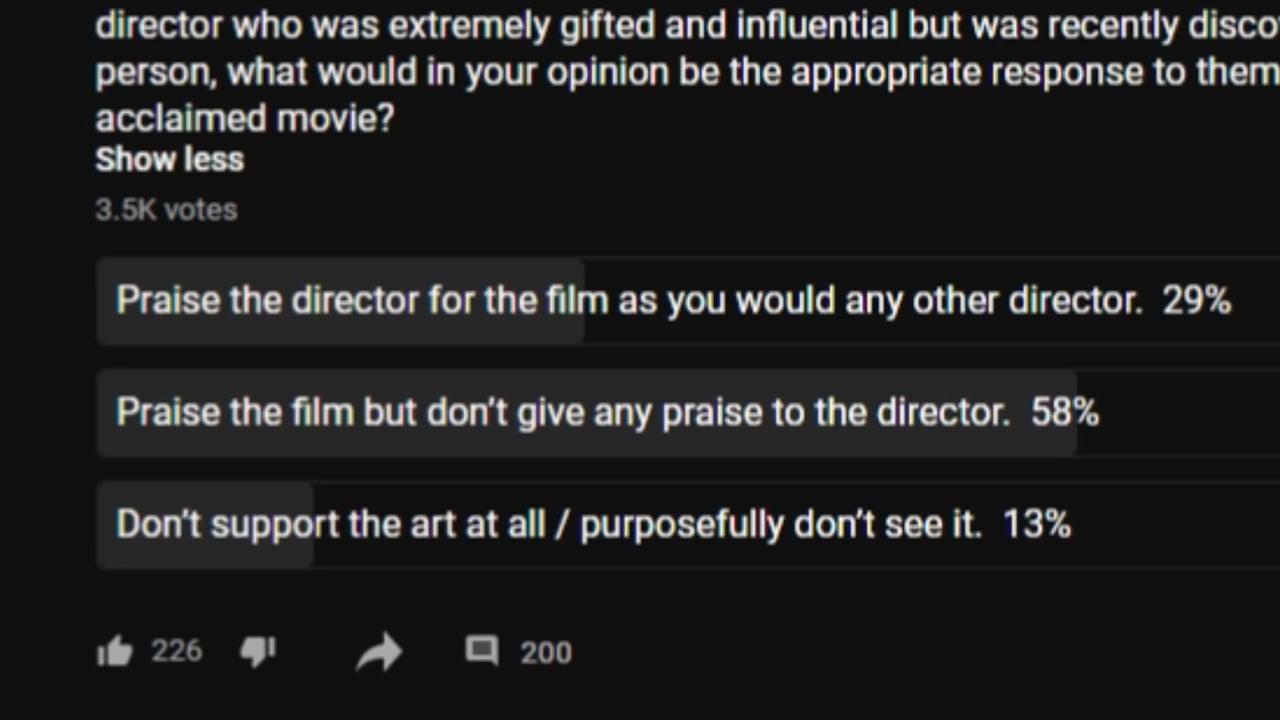 director who was extremely gifted and influential but was recently disco
person, what would in your opinion be the appropriate response to them
acclaimed movie?
Show less
3.5K votes
Praise the director for the film as you would any other director. 29%
Praise the film but don't give any praise to the director. 58%
Don't support the art at all / purposefully don't see it. 13%
226 200